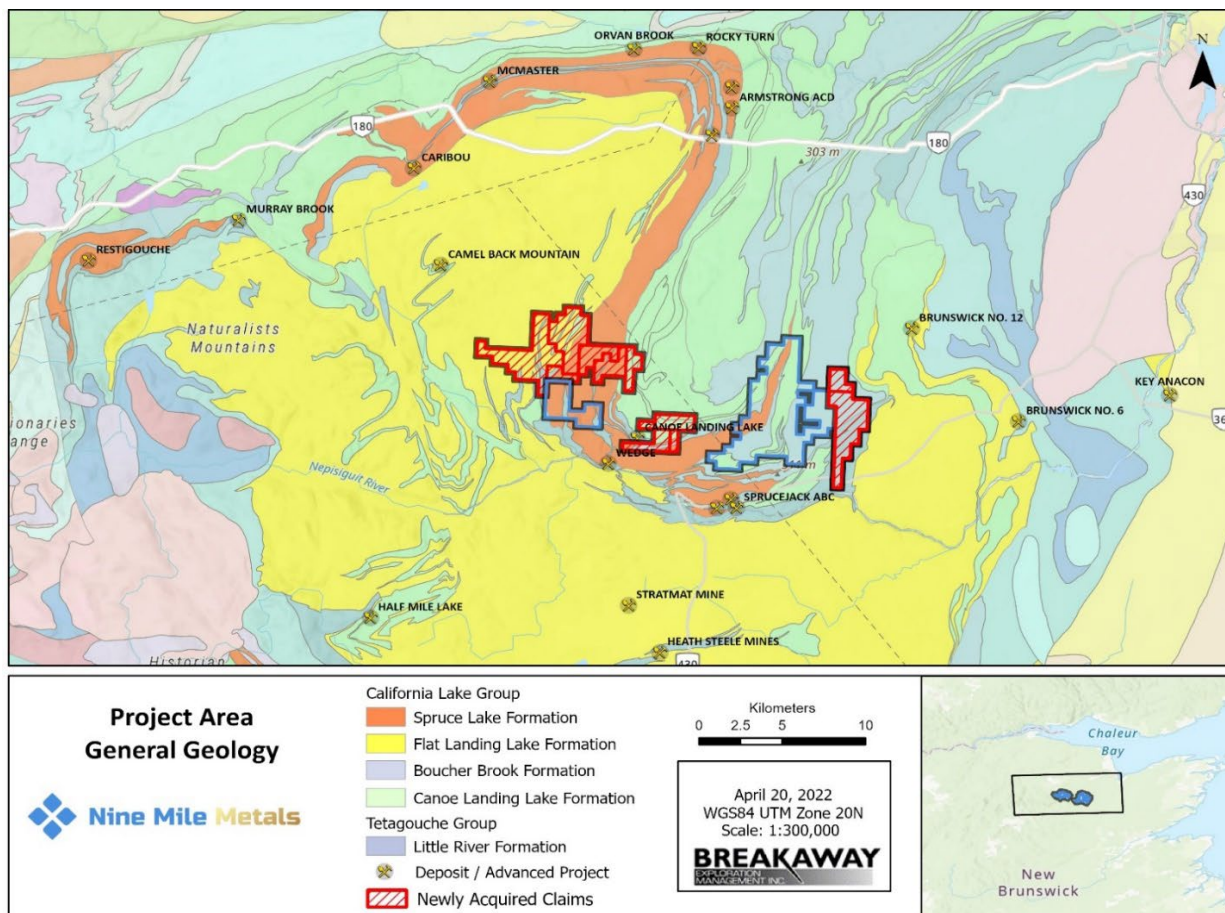 ORVAN BROOK
ROCKY TURN
N
MCMASTER
ARMSTRONG ACD
180
180
303 m
CARIBOU
430
MURRAY BROOK
RESTIGOUCHE
CAMEL BACK MOUNTAIN
Naturalists
Mountains
BRUNSWICK NO. 12
KEY ANACON
BRUNSWICK NO. 6
CANOE LANDING LAKE
WEDGE
Nepisiguit River
SPRUCEJACK ABC
STRATMAT MINE
HALF MILE LAKE
HEATH STEELE MINES
430
Historian
Project Area
General Geology
Nine Mile Metals
California Lake Group
Spruce Lake Formation
Flat Landing Lake Formation
Boucher Brook Formation
Canoe Landing Lake Formation
Tetagouche Group
Little River Formation
Deposit / Advanced Project
Newly Acquired Claims
Kilometers
0 2.5 5 10
April 20, 2022
WGS84 UTM Zone 20N
Scale: 1:300,000
BREAKAWAY
EXPLORATION
MANAGEMENT INC.
Chaleur
Bay
New
Brunswick